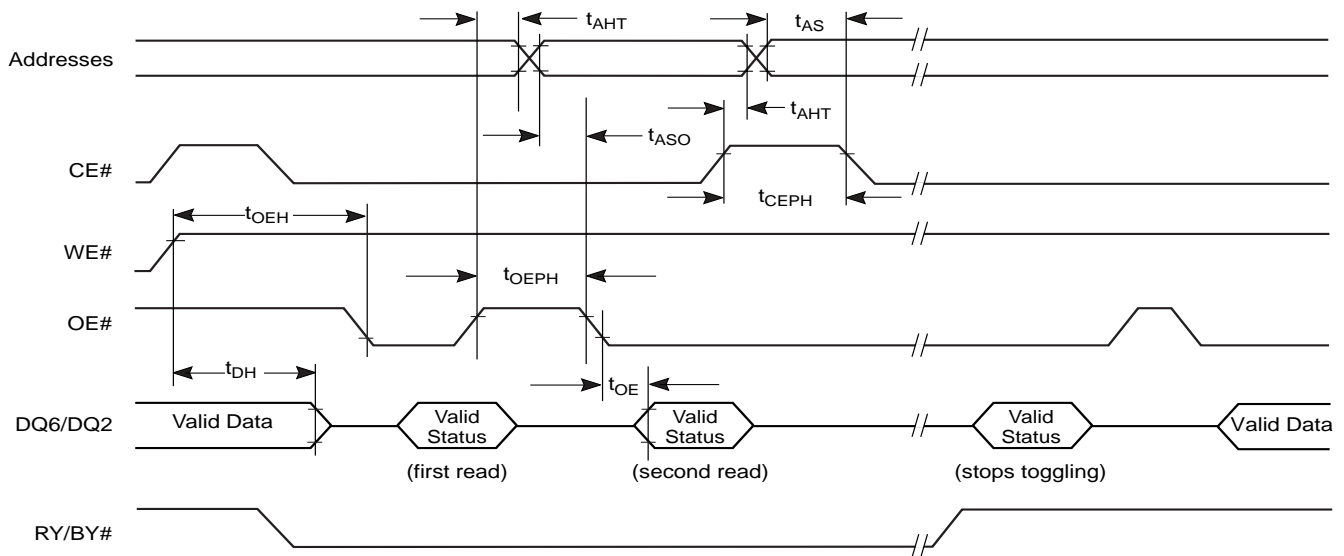 tAHT
tAS
Addresses
tAHT
tASO
CE#
tCEPH
tOEH
WE#
tOEPH
OE#
tDH
tOE
DQ6/DQ2
Valid Data
Valid
Status
Valid
Status
Valid
Status
Valid Data
(first read)
(second read)
(stops toggling)
RY/BY#